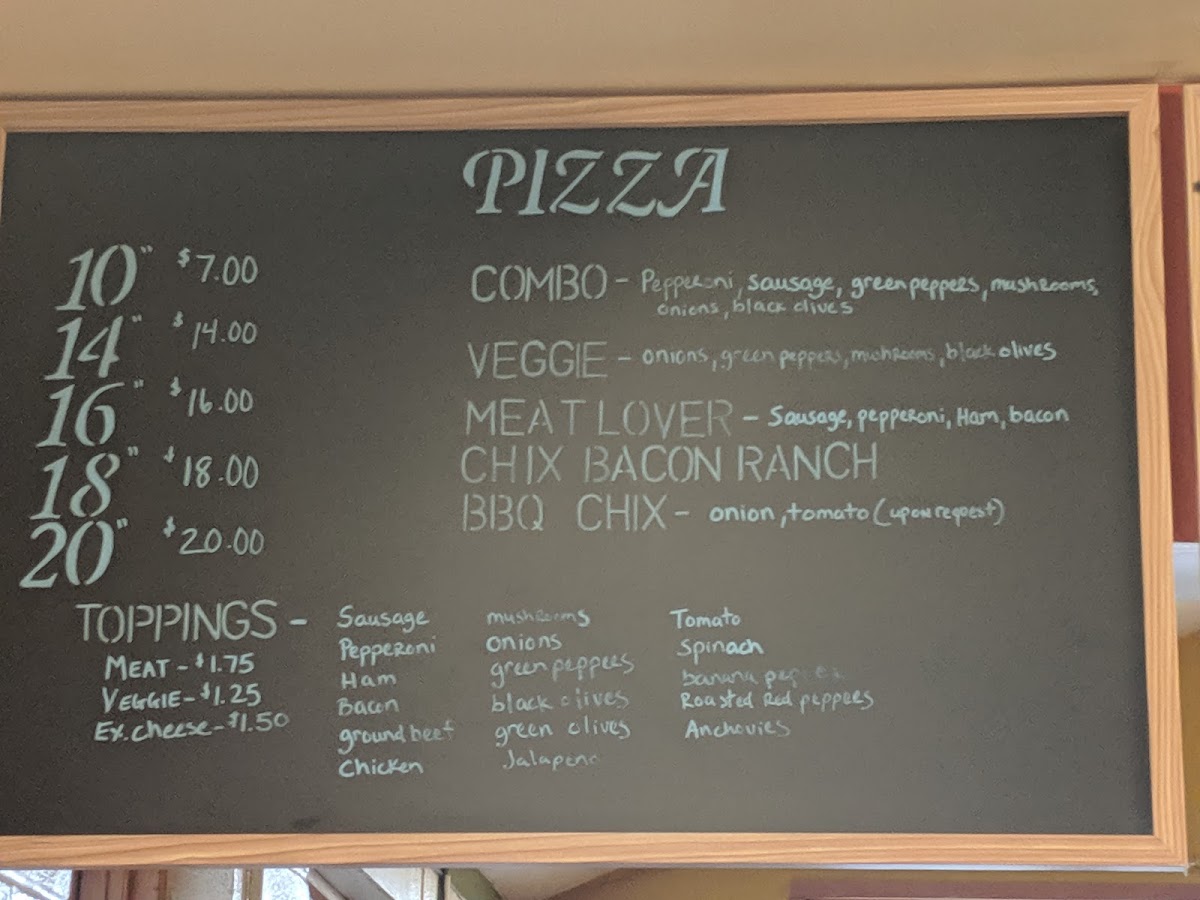 PIZZA
10" $7.00
14" $14.00
16" $16.00
18" $18.00
20" $20.00
COMBO - Pepperoni, sausage, green peppers, mushrooms,
onions, black olives
VEGGIE - onions, green peppers, mushrooms, black olives
MEAT LOVER - Sausage, pepperoni, Ham, bacon
CHIX BACON RANCH
BBQ CHIX - onion, tomato (upon request)
TOPPINGS -
MEAT - $1.75
VEGGIE - $1.25
Ex. cheese - $1.50
Sausage
Pepperoni
Ham
Bacon
ground beef
Chicken
mushrooms
onions
green peppers
black olives
green olives
Jalapeno
Tomato
Spinach
banana
Roasted Red peppers
Anchovies